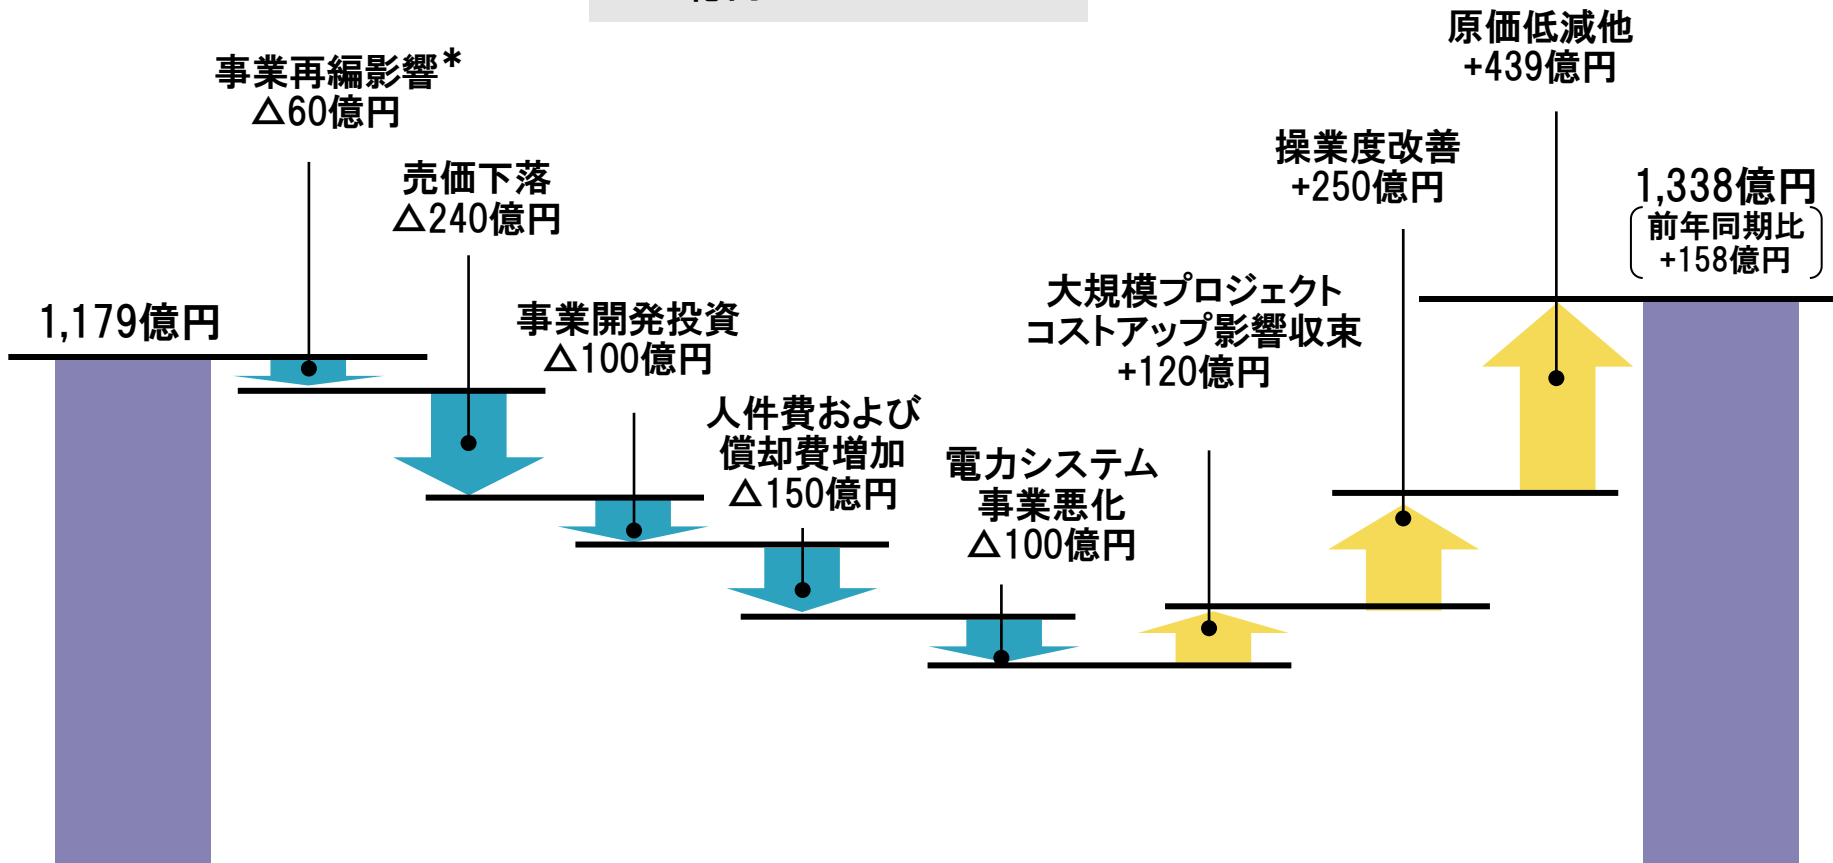 事業再編影響*
△60億円
売価下落
△240億円
1,179億円
事業開発投資
△100億円
人件費および
償却費増加
△150億円
電力システム
事業悪化
△100億円
大規模プロジェクト
コストアップ影響収束
+120億円
操業度改善
+250億円
原価低減他
+439億円
1,338億円
前年同期比
+158億円